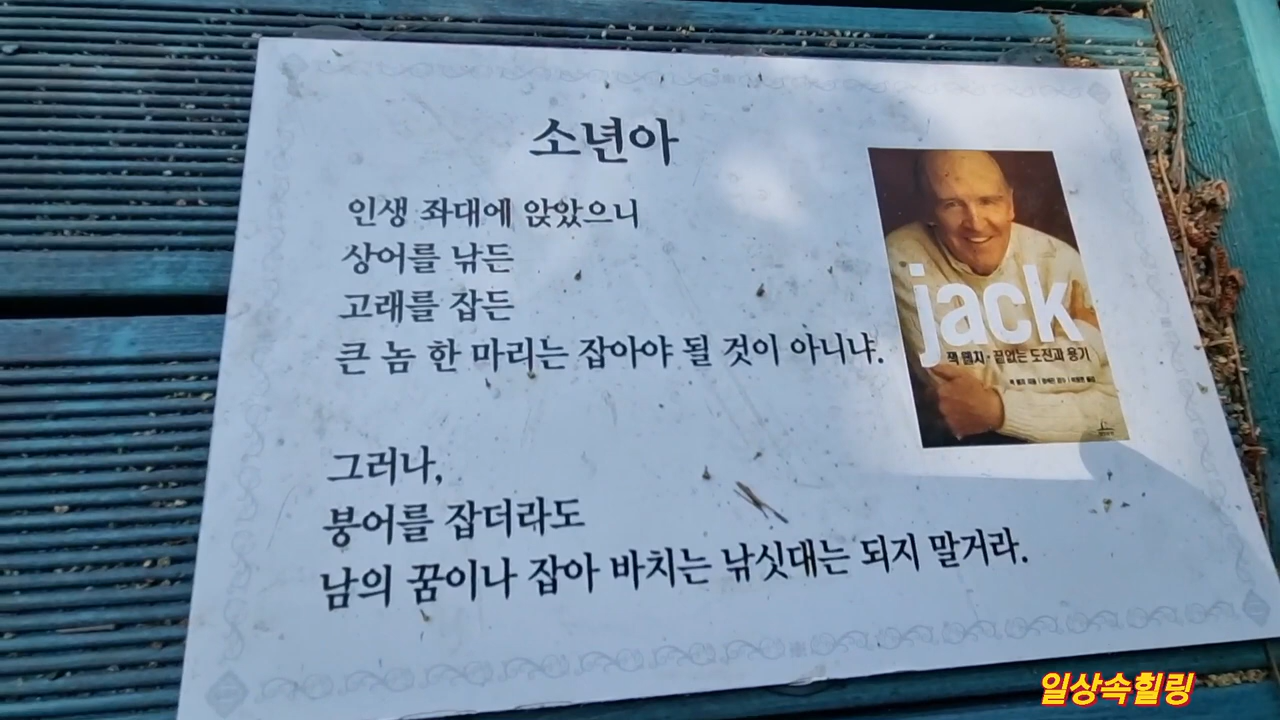 소년아
인생 좌대에 앉았으니
상어를 낚든
고래를 잡든
큰 놈 한 마리는 잡아야 될 것이 아니냐.
그러나,
붕어를 잡더라도
남의 꿈이나 잡아 바치는 낚싯대는 되지 말거라.
jack
잭 웰치 · 끝없는 도전과 용기
일상속힐링